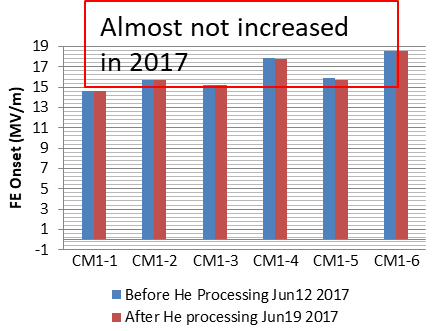 Almost not increased
in 2017
FE Onset (MV/m)
19
17
15
13
11
9
7
5
3
1
-1
CM1-1 CM1-2 CM1-3 CM1-4 CM1-5 CM1-6
Before He Processing Jun12 2017
After He processing Jun19 2017